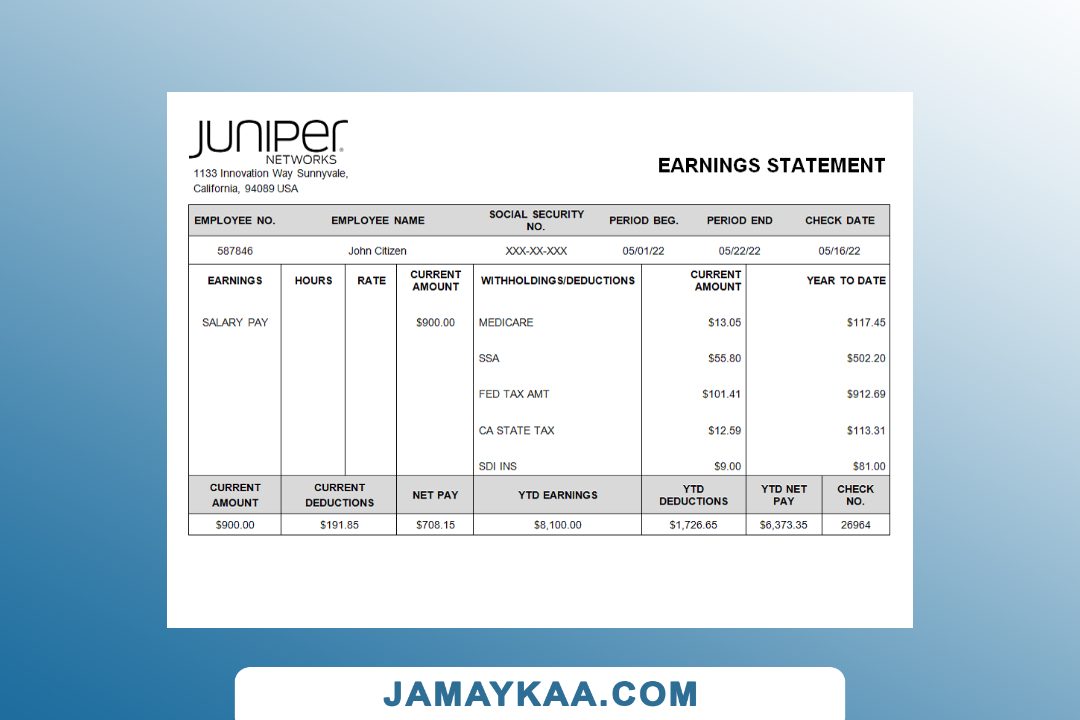 JUNIPER
NETWORKS
1133 Innovation Way Sunnyvale,
California, 94089 USA
EARNINGS STATEMENT
EMPLOYEE NO. EMPLOYEE NAME SOCIAL SECURITY NO. PERIOD BEG. PERIOD END CHECK DATE
587846 John Citizen XXX-XX-XXX 05/01/22 05/22/22 05/16/22
EARNINGS HOURS RATE CURRENT AMOUNT WITHHOLDINGS/DEDUCTIONS CURRENT AMOUNT YEAR TO DATE
SALARY PAY $900.00 MEDICARE $13.05 $117.45
SSA $55.80 $502.20
FED TAX AMT $101.41 $912.69
CA STATE TAX $12.59 $113.31
SDI INS $9.00 $81.00
CURRENT AMOUNT CURRENT DEDUCTIONS NET PAY YTD EARNINGS YTD DEDUCTIONS YTD NET PAY CHECK NO.
$900.00 $191.85 $708.15 $8,100.00 $1,726.65 $6,373.35 26964
JAMAYKAA.COM